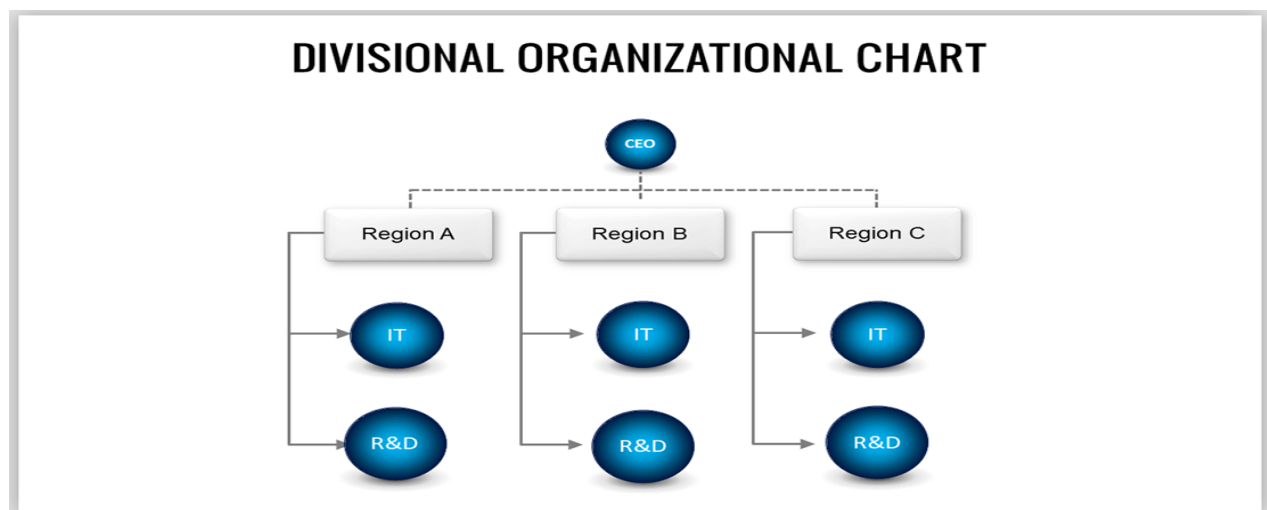 DIVISIONAL ORGANIZATIONAL CHART
CEO
Region A
Region B
Region C
IT
IT
IT
R&D
R&D
R&D